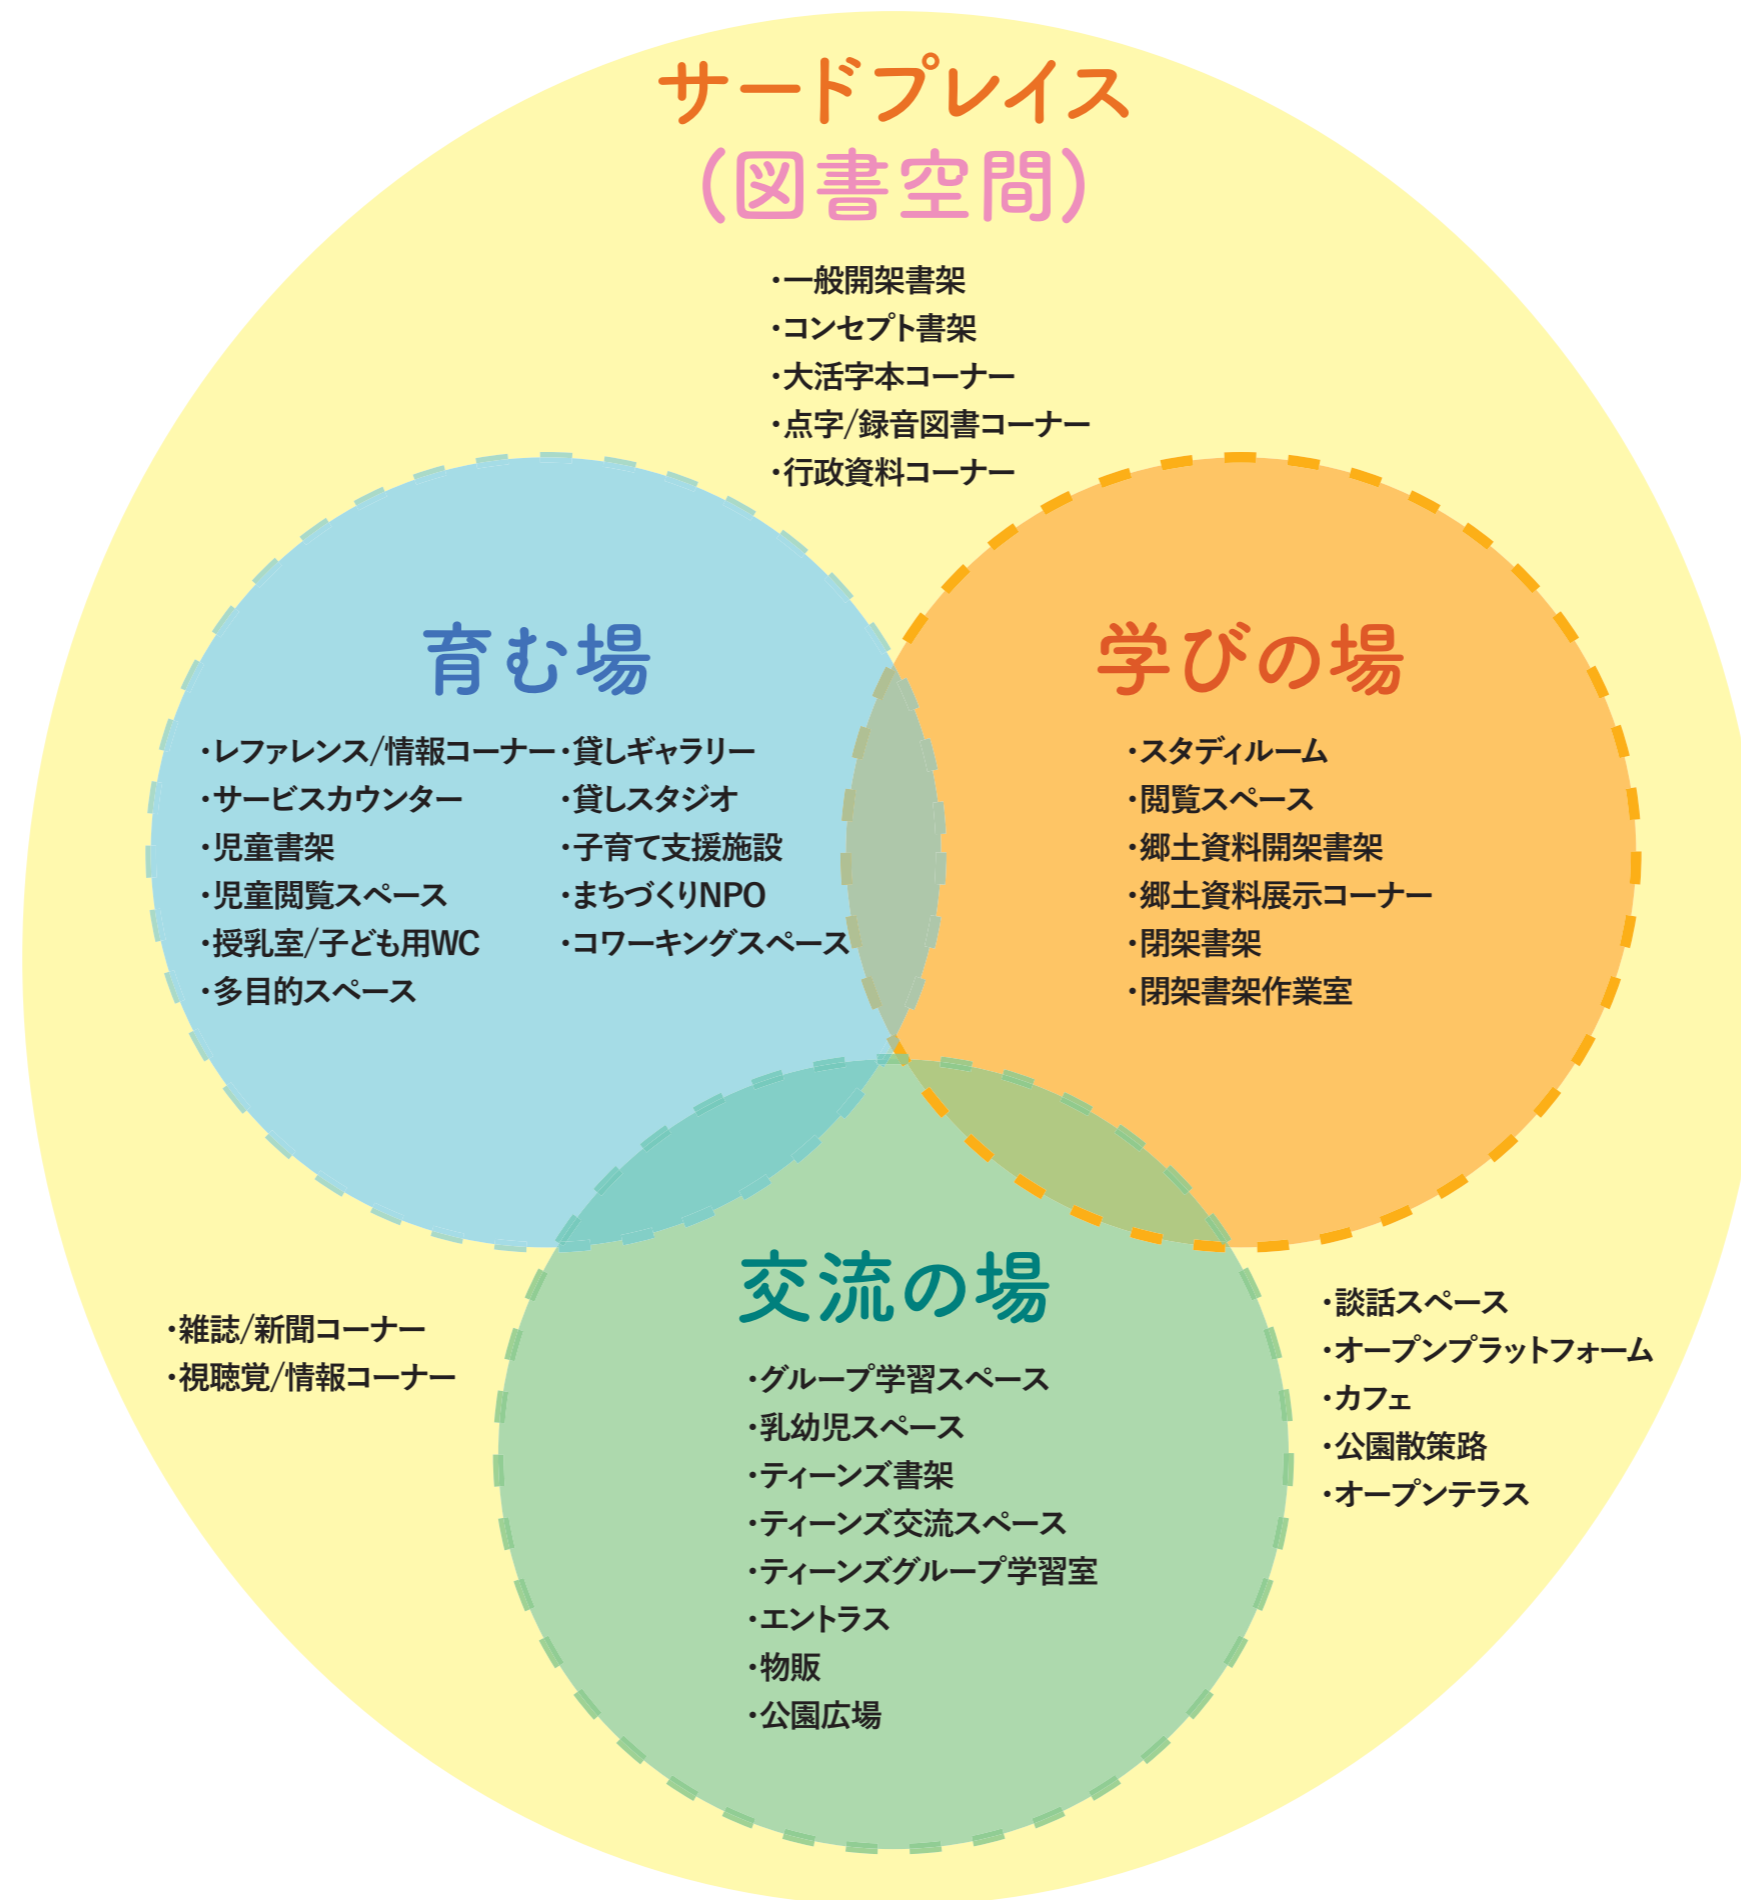 サードプレイス
(図書空間)
・一般開架書架
・コンセプト書架
・大活字本コーナー
・点字/録音図書コーナー
・行政資料コーナー
育む場
・レファレンス/情報コーナー
・サービスカウンター
・児童書架
・児童閲覧スペース
・授乳室/子ども用WC
・多目的スペース
・貸しギャラリー
・貸しスタジオ
・子育て支援施設
・まちづくりNPO
・コワーキングスペース
学びの場
・スタディルーム
・閲覧スペース
・郷土資料開架書架
・郷土資料展示コーナー
・閉架書架
・閉架書架作業室
交流の場
・グループ学習スペース
・乳幼児スペース
・ティーンズ書架
・ティーンズ交流スペース
・ティーンズグループ学習室
・エントラス
・物販
・公園広場
・雑誌/新聞コーナー
・視聴覚/情報コーナー
・談話スペース
・オープンプラットフォーム
・カフェ
・公園散策路
・オープンテラス